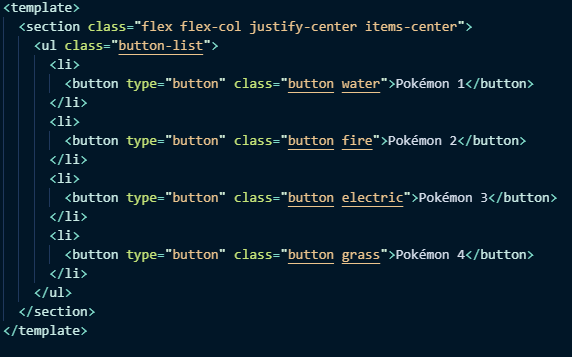 <template>
  <section class="flex flex-col justify-center items-center">
    <ul class="button-list">
      <li>
        <button type="button" class="button water">Pokémon 1</button>
      </li>
      <li>
        <button type="button" class="button fire">Pokémon 2</button>
      </li>
      <li>
        <button type="button" class="button electric">Pokémon 3</button>
      </li>
      <li>
        <button type="button" class="button grass">Pokémon 4</button>
      </li>
    </ul>
  </section>
</template>